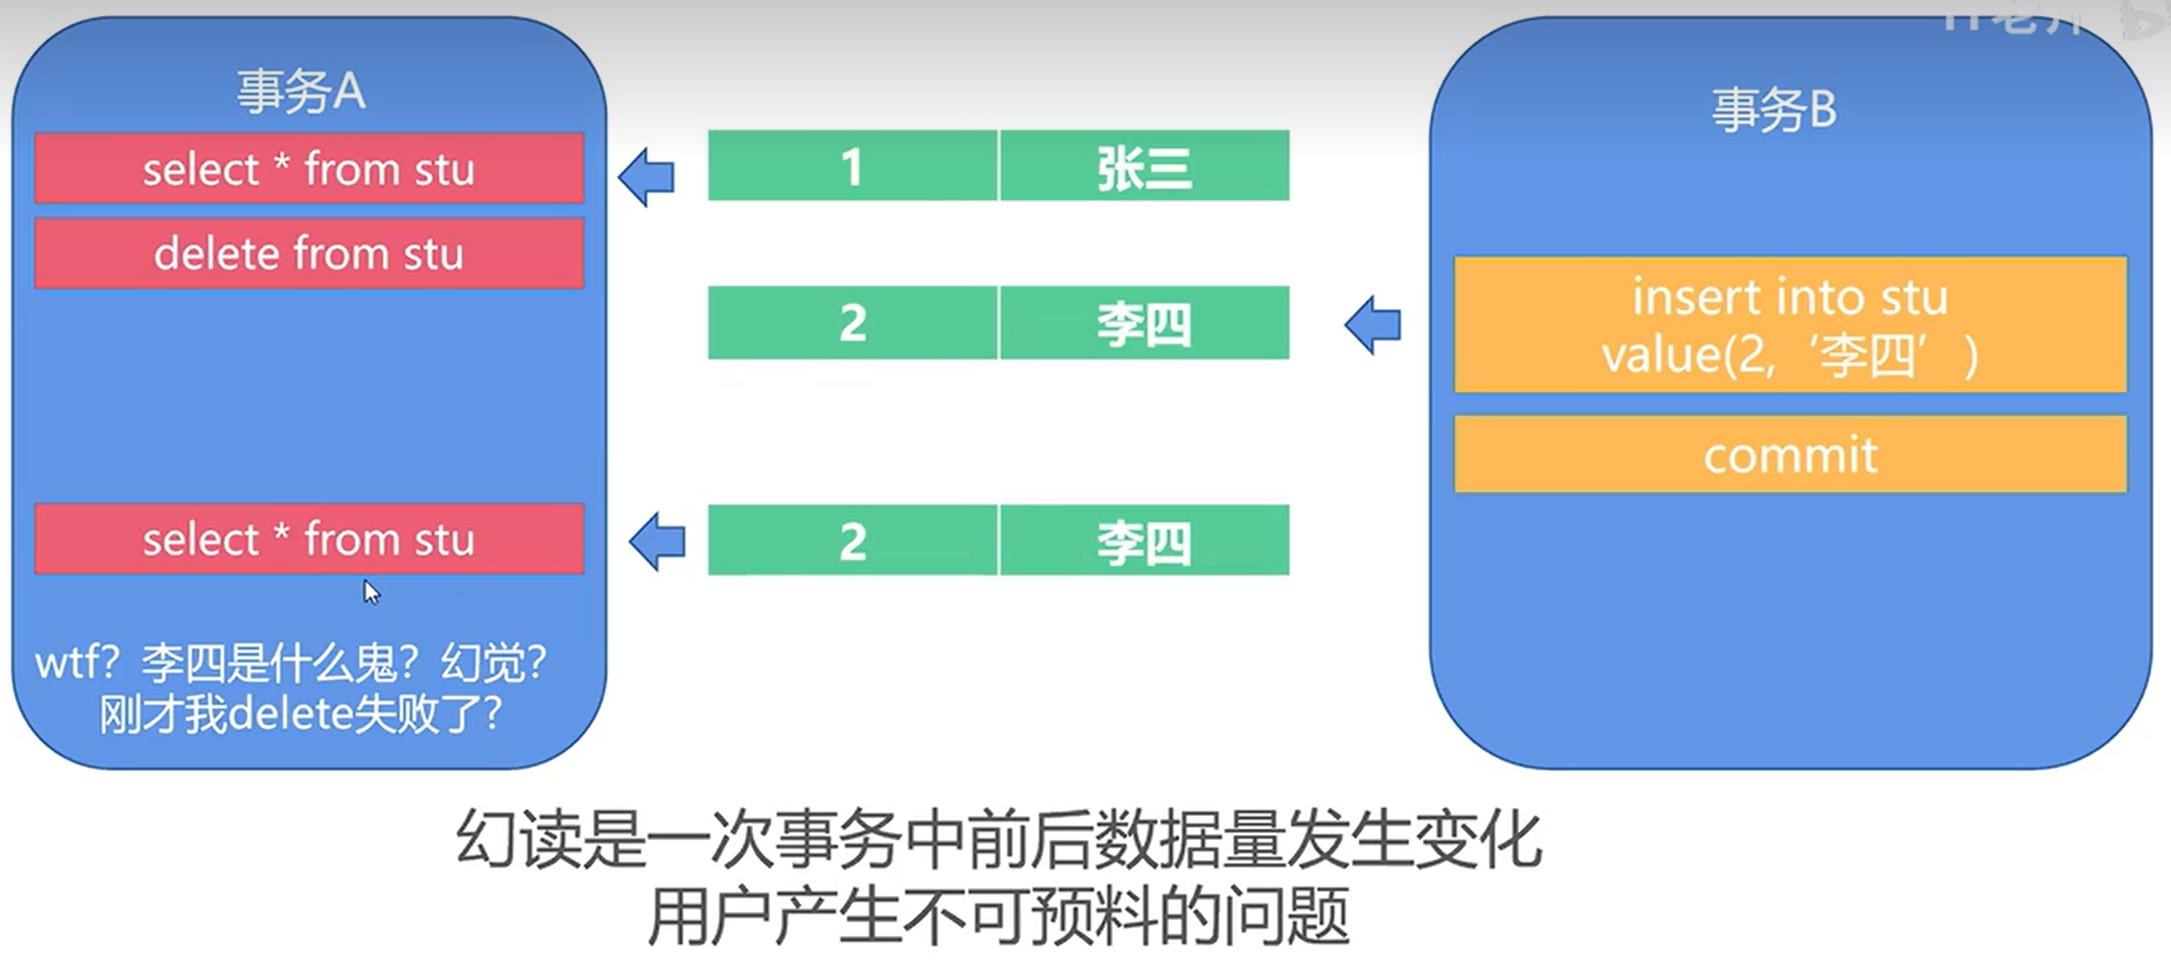 事务A
select * from stu
delete from stu
select * from stu
wtf？李四是什么鬼？幻觉？
刚才我delete失败了？
1 张三
2 李四
2 李四
事务B
insert into stu
value(2,‘李四’)
commit
幻读是一次事务中前后数据量发生变化
用户产生不可预料的问题